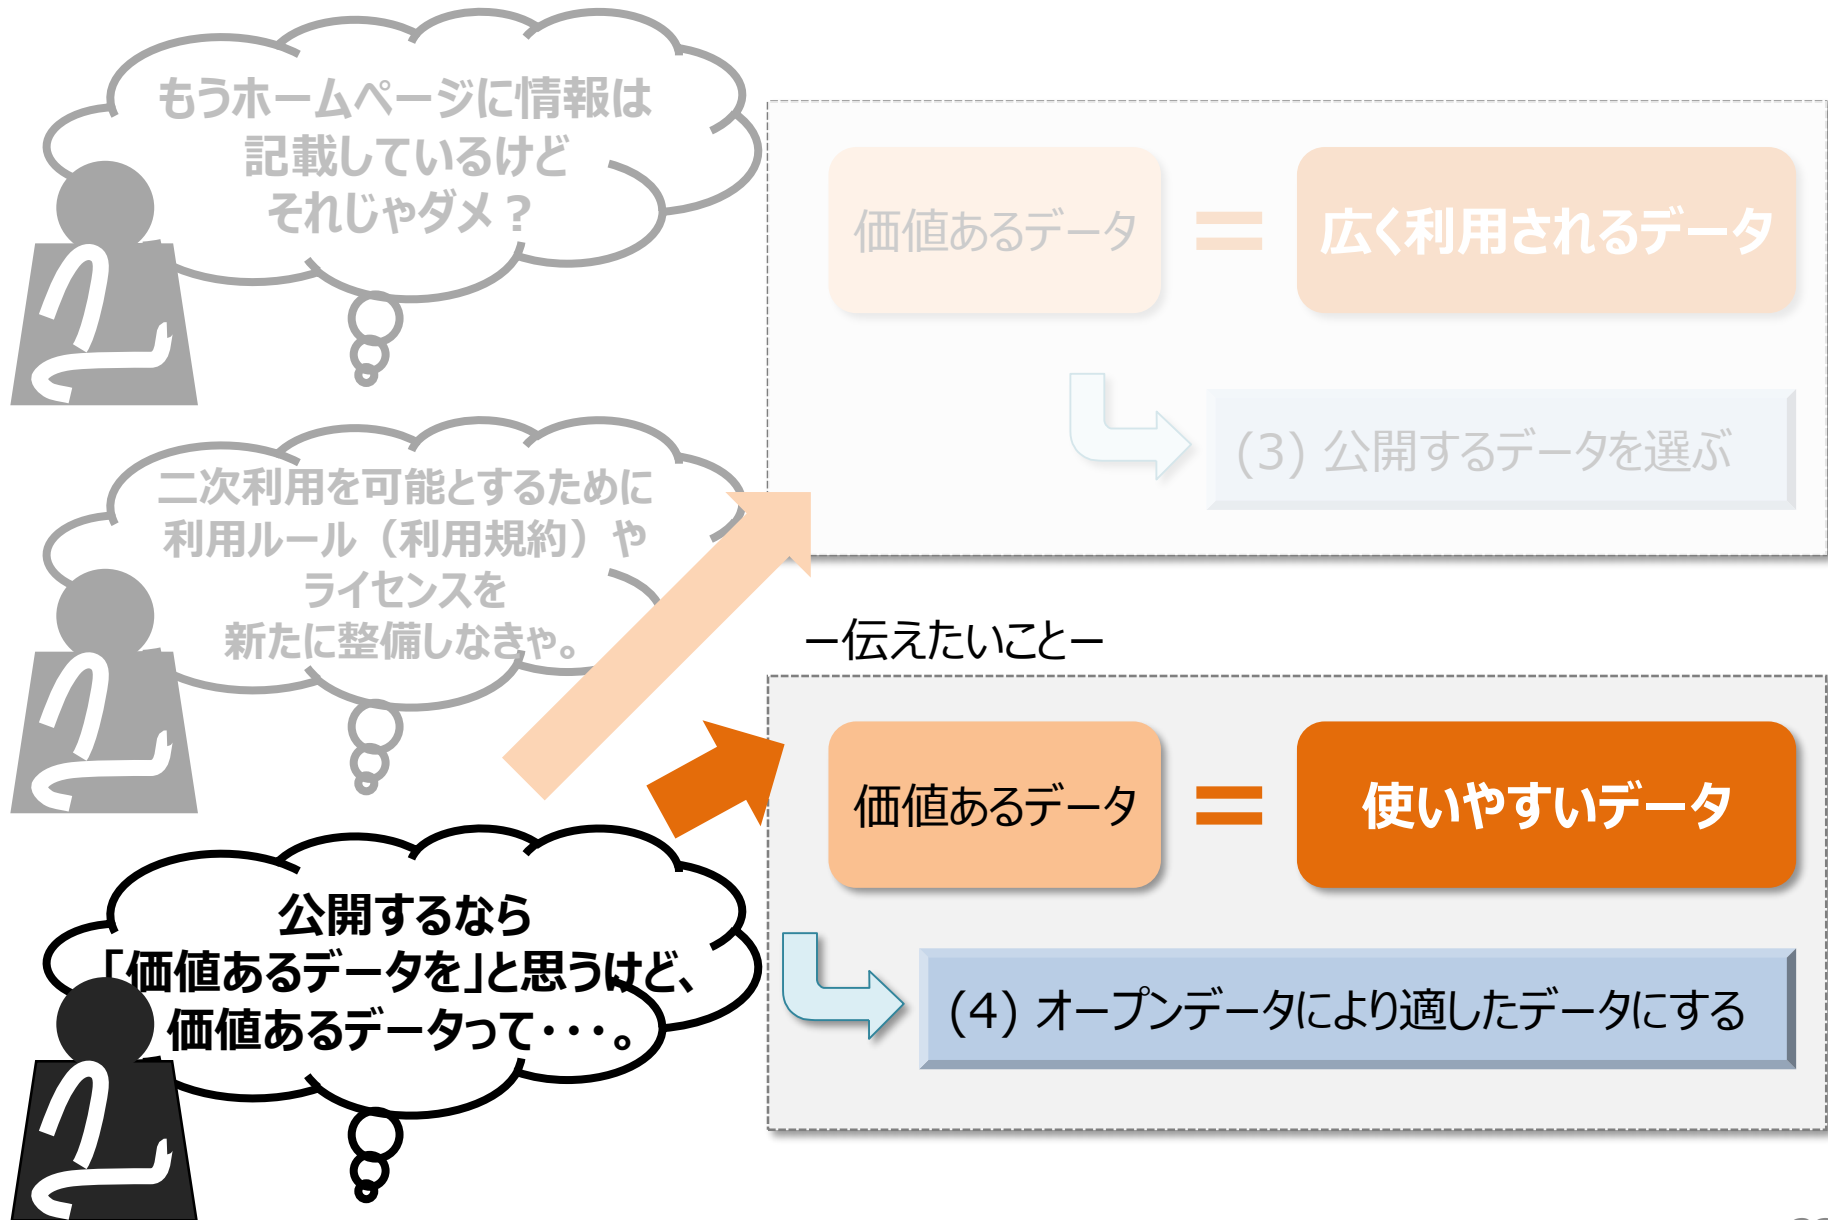 もうホームページに情報は
記載しているけど
それじゃダメ？
価値あるデータ
＝
広く利用されるデータ
(3) 公開するデータを選ぶ
二次利用を可能とするために
利用ルール（利用規約）や
ライセンスを
新たに整備しなきゃ。
ー伝えたいことー
価値あるデータ
＝
使いやすいデータ
(4) オープンデータにより適したデータにする
公開するなら
「価値あるデータを」と思うけど、
価値あるデータって・・・。